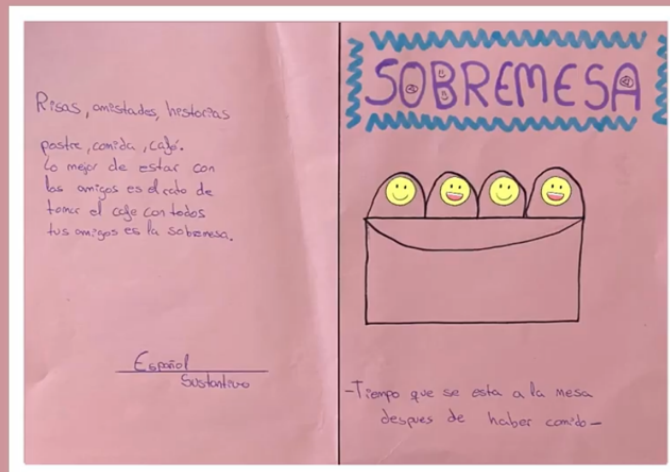 Risas, amistades, historias
postre, comida, café.
Lo mejor de estar con
los amigos es el rato de
tomar el cafe con todos
tus amigos es la sobremesa.
Español
Sustantivo
SOBREMESA
-Tiempo que se esta a la mesa
despues de haber comido-